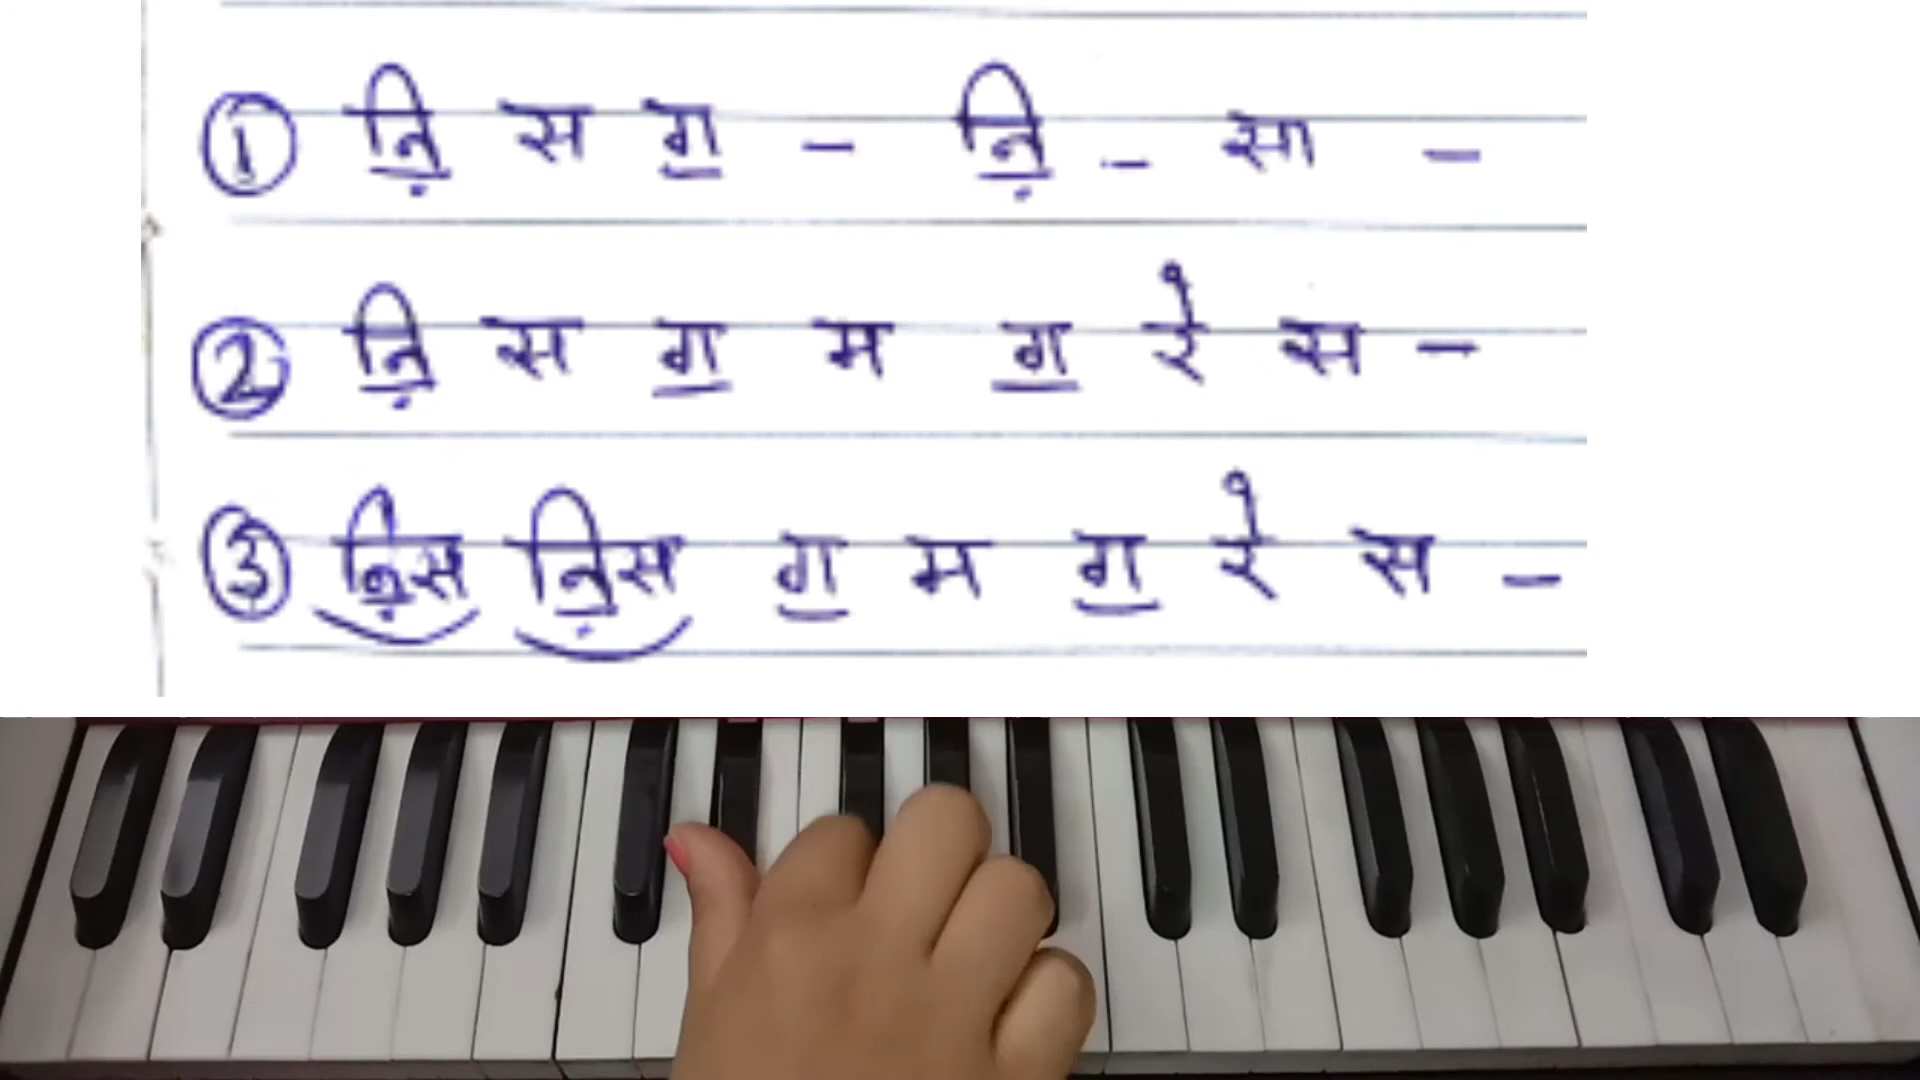 ① नि़॒ स ग॒ - नि़॒ - सा -
② नि़॒ स ग॒ म ग॒ रे स -
③ नि़॒स नि़॒स ग॒ म ग॒ रे स -